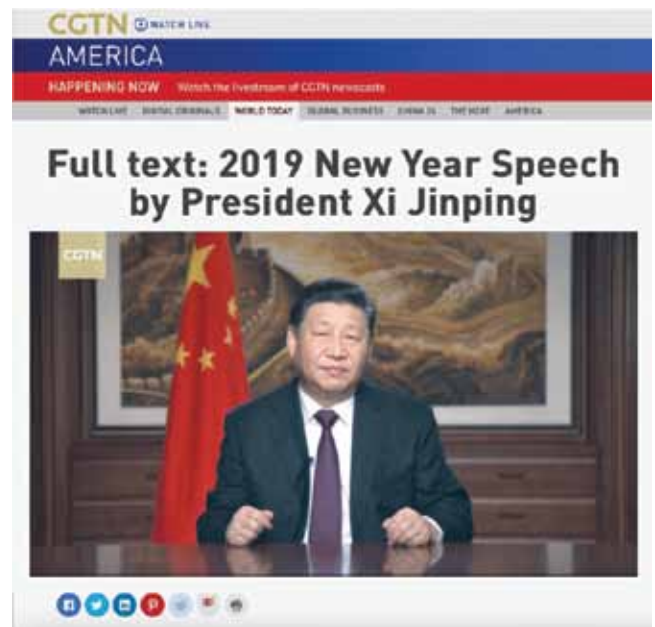 CGTN WATCH LIVE
AMERICA
HAPPENING NOW Watch the livestream of CGTN newscasts
WATCH LIVE DIGITAL ORIGINALS WORLD TODAY GLOBAL BUSINESS CHINA 24 THE HEAT AMERICA
Full text: 2019 New Year Speech
by President Xi Jinping
CGTN